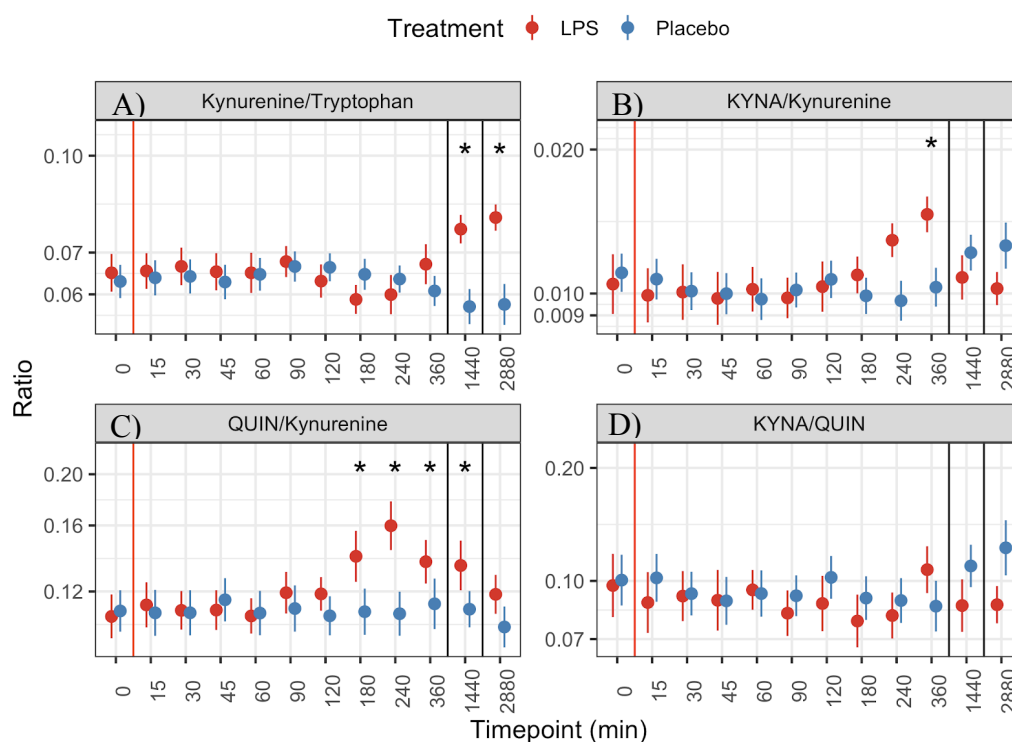 Treatment LPS Placebo
A) Kynurenine/Tryptophan
0.10
0.07
0.06
0 15 30 45 60 90 120 180 240 360 1440 2880
* *
B) KYNA/Kynurenine
0.020
0.010
0.009
0 15 30 45 60 90 120 180 240 360 1440 2880
*
C) QUIN/Kynurenine
0.20
0.16
0.12
0 15 30 45 60 90 120 180 240 360 1440 2880
* * * *
D) KYNA/QUIN
0.20
0.10
0.07
0 15 30 45 60 90 120 180 240 360 1440 2880
Ratio
Timepoint (min)